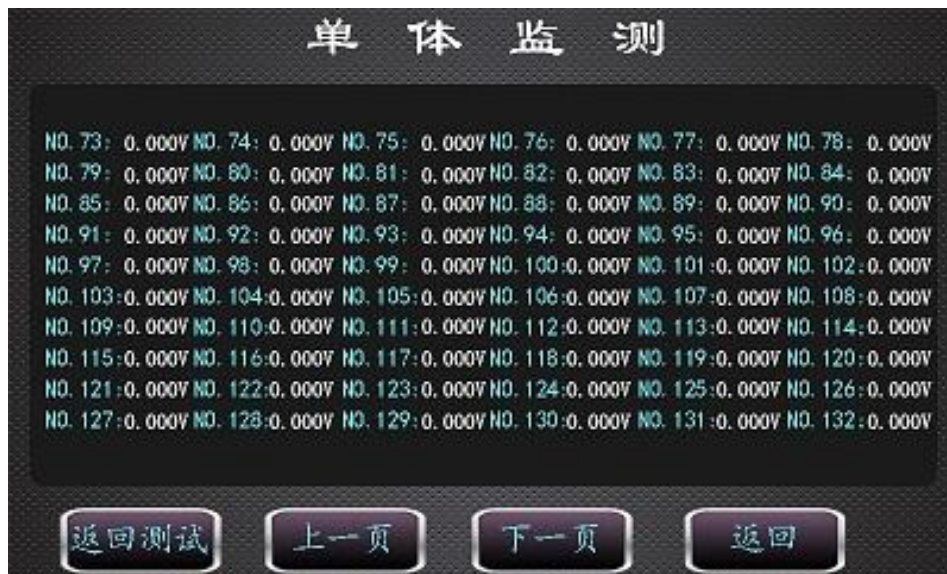 单体监测
NO. 73: 0.000V NO. 74: 0.000V NO. 75: 0.000V NO. 76: 0.000V NO. 77: 0.000V NO. 78: 0.000V
NO. 79: 0.000V NO. 80: 0.000V NO. 81: 0.000V NO. 82: 0.000V NO. 83: 0.000V NO. 84: 0.000V
NO. 85: 0.000V NO. 86: 0.000V NO. 87: 0.000V NO. 88: 0.000V NO. 89: 0.000V NO. 90: 0.000V
NO. 91: 0.000V NO. 92: 0.000V NO. 93: 0.000V NO. 94: 0.000V NO. 95: 0.000V NO. 96: 0.000V
NO. 97: 0.000V NO. 98: 0.000V NO. 99: 0.000V NO. 100:0.000V NO. 101:0.000V NO. 102:0.000V
NO. 103:0.000V NO. 104:0.000V NO. 105:0.000V NO. 106:0.000V NO. 107:0.000V NO. 108:0.000V
NO. 109:0.000V NO. 110:0.000V NO. 111:0.000V NO. 112:0.000V NO. 113:0.000V NO. 114:0.000V
NO. 115:0.000V NO. 116:0.000V NO. 117:0.000V NO. 118:0.000V NO. 119:0.000V NO. 120:0.000V
NO. 121:0.000V NO. 122:0.000V NO. 123:0.000V NO. 124:0.000V NO. 125:0.000V NO. 126:0.000V
NO. 127:0.000V NO. 128:0.000V NO. 129:0.000V NO. 130:0.000V NO. 131:0.000V NO. 132:0.000V
返回测试 上一页 下一页 返回